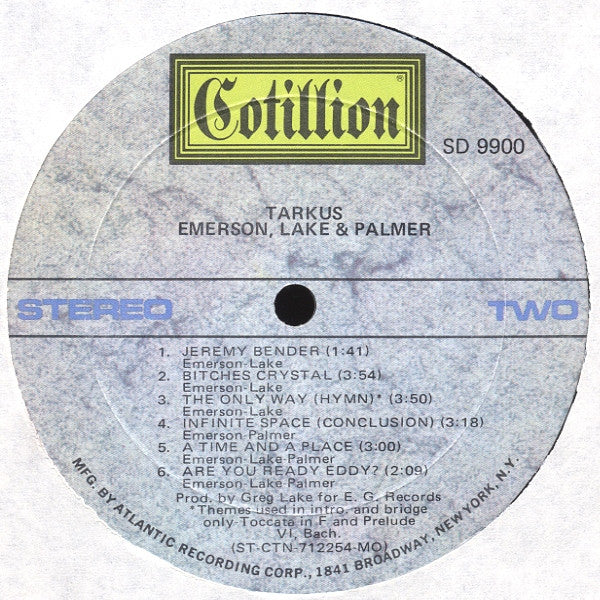 Cotillion®
SD 9900
TARKUS
EMERSON, LAKE & PALMER
STEREO TWO
1. JEREMY BENDER (1:41)
Emerson-Lake
2. BITCHES CRYSTAL (3:54)
Emerson-Lake
3. THE ONLY WAY (HYMN)* (3:50)
Emerson-Lake
4. INFINITE SPACE (CONCLUSION) (3:18)
Emerson-Palmer
5. A TIME AND A PLACE (3:00)
Emerson-Lake-Palmer
6. ARE YOU READY EDDY? (2:09)
Emerson-Lake-Palmer
Prod. by Greg Lake for E. G. Records
*Themes used in intro. and bridge
only-Toccata in F and Prelude
VI, Bach.
(ST-CTN-712254-MO)
MFG. BY ATLANTIC RECORDING CORP., 1841 BROADWAY, NEW YORK, N.Y.